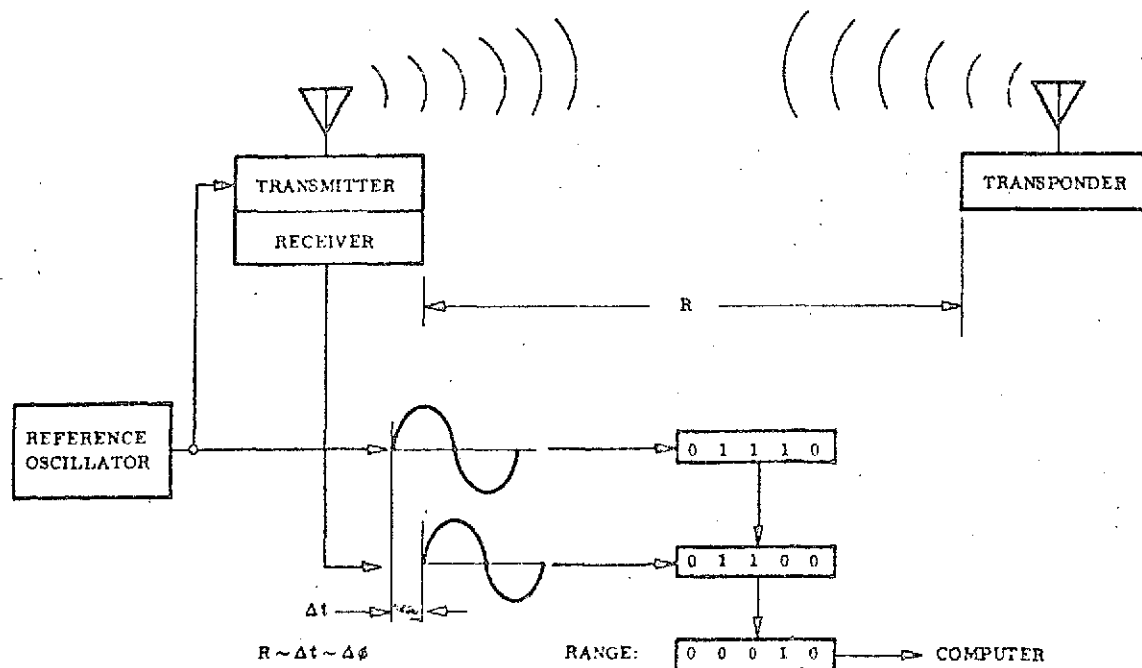 TRANSMITTER
TRANSPONDER
RECEIVER
R
REFERENCE
OSCILLATOR
0 1 1 1 0
0 1 1 0 0
Δt
R ~ Δt ~ Δϕ
RANGE: 0 0 0 1 0 COMPUTER